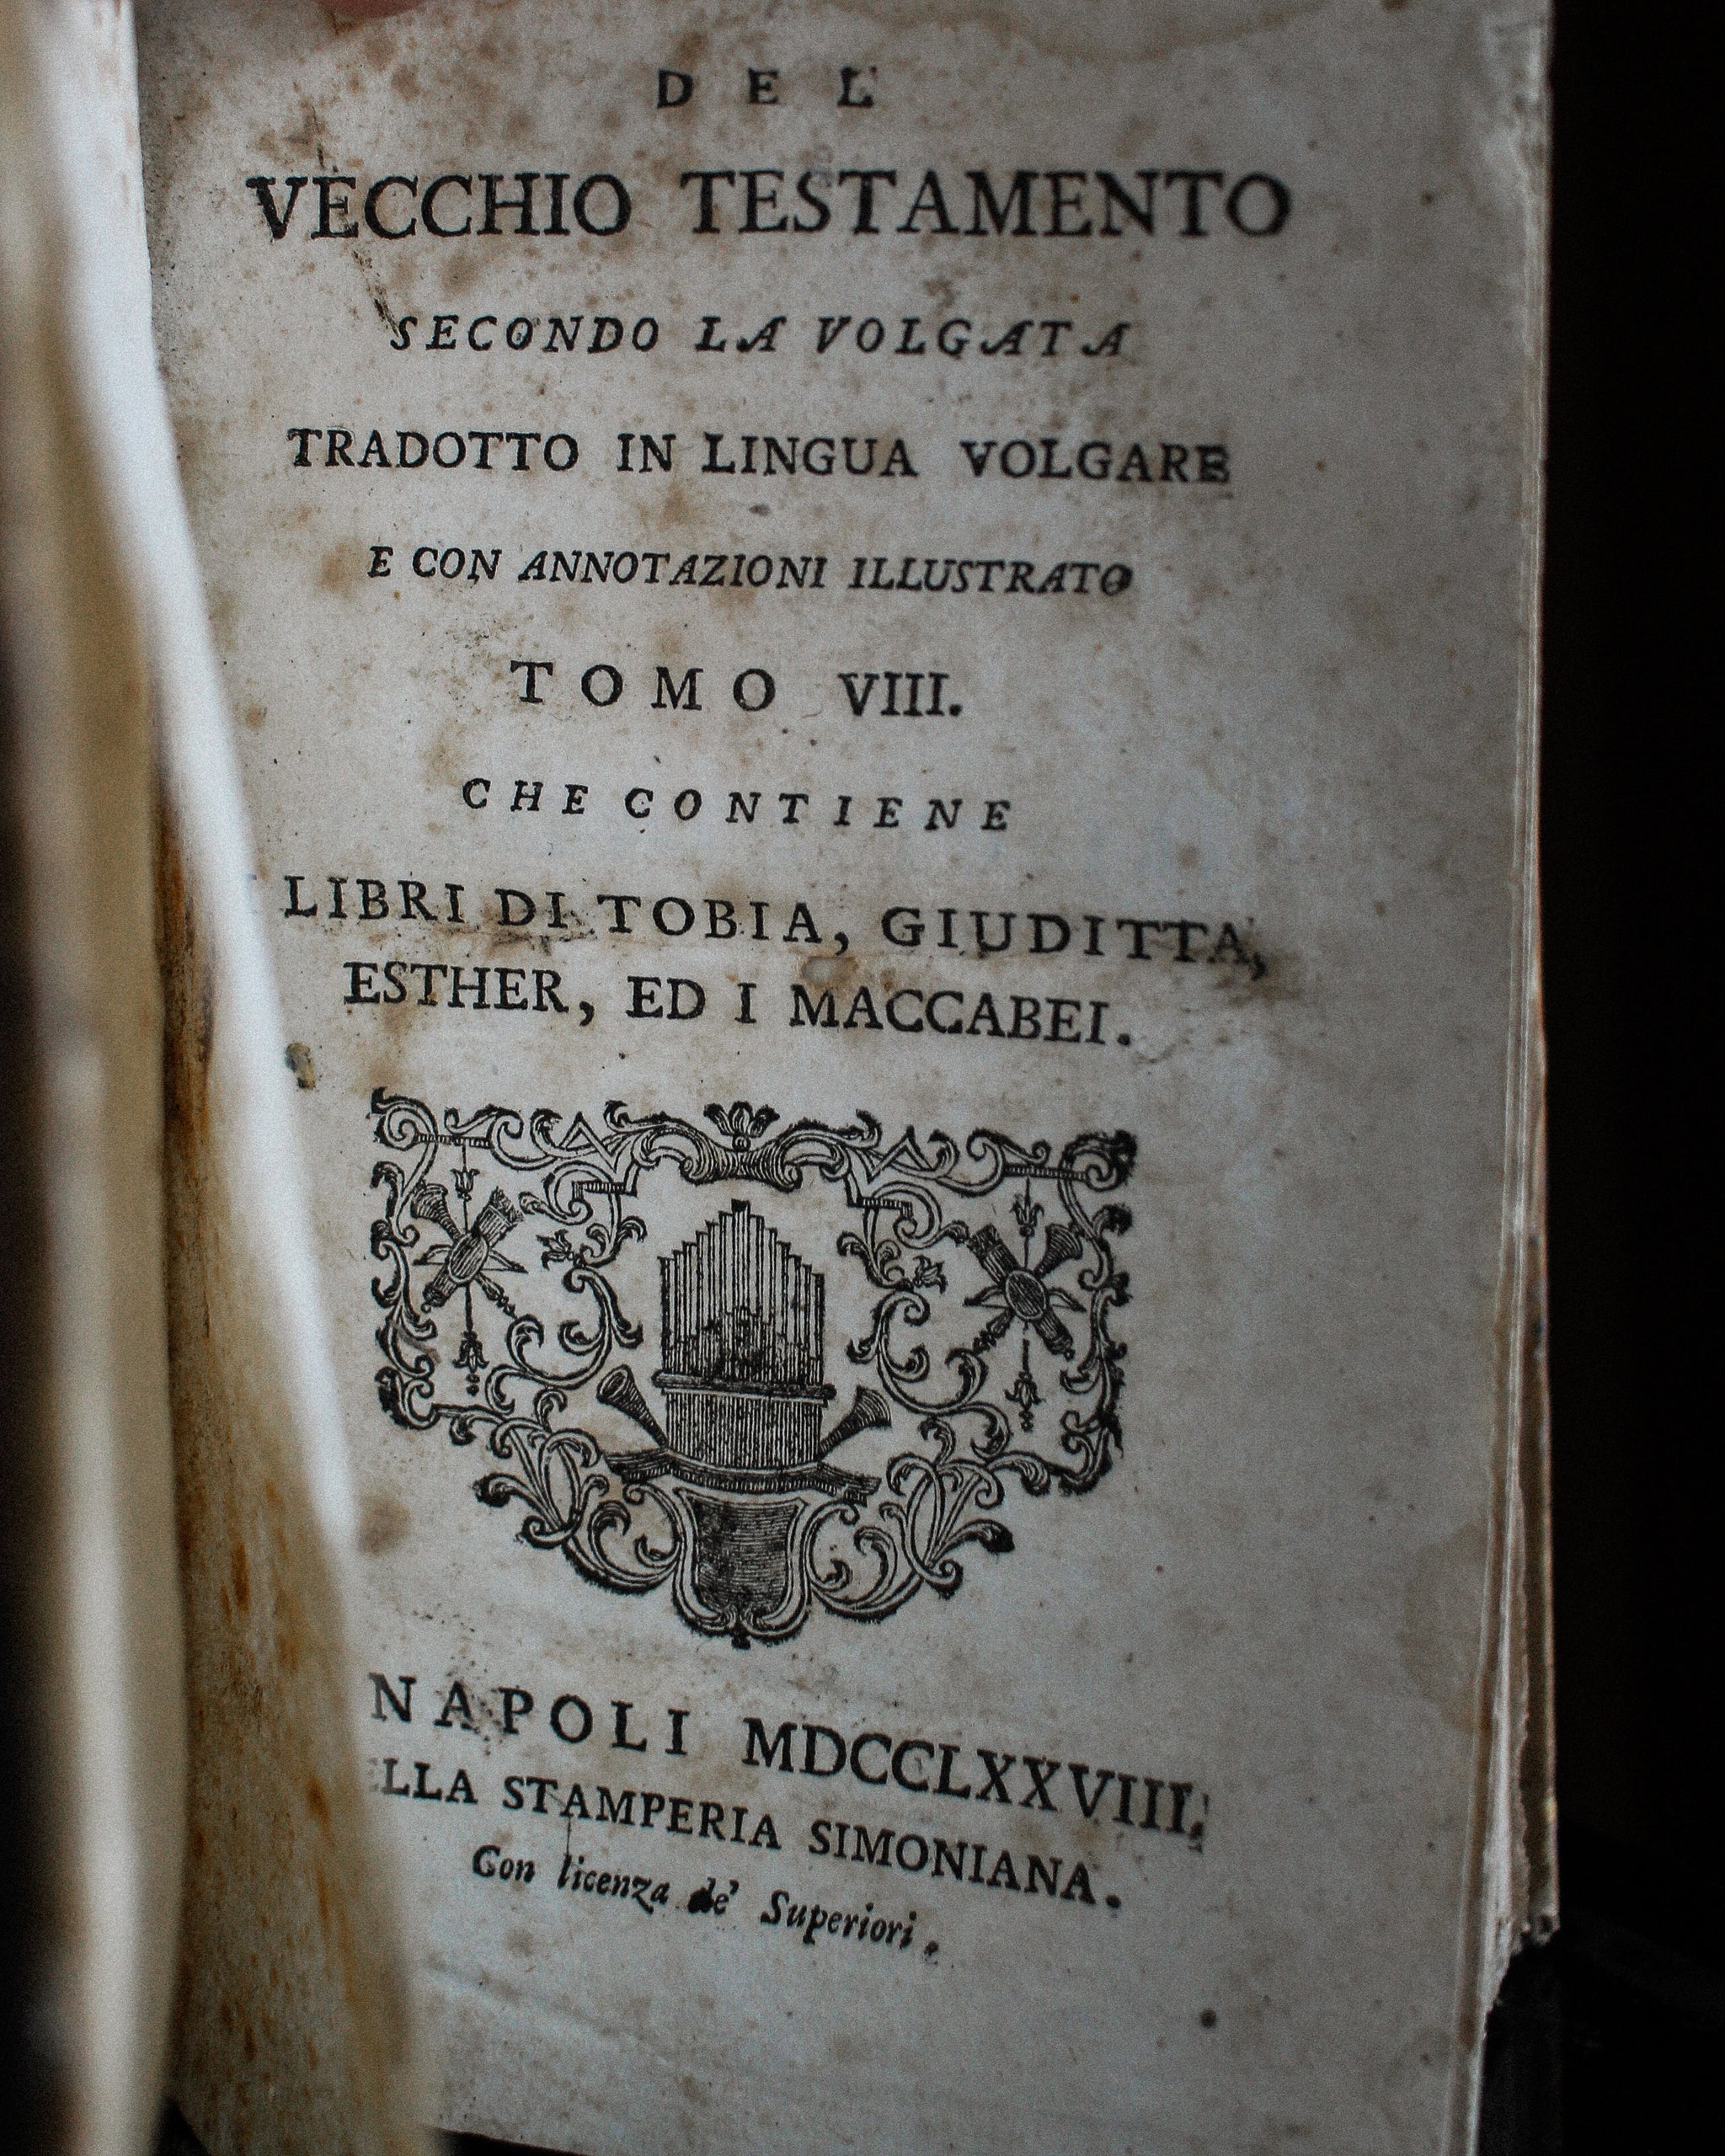 DEL
VECCHIO TESTAMENTO
SECONDO LA VOLGATA
TRADOTTO IN LINGUA VOLGARE
E CON ANNOTAZIONI ILLUSTRATO
TOMO VIII.
CHE CONTIENE
LIBRI DI TOBIA, GIUDITTA,
ESTHER, ED I MACCABEI.
NAPOLI MDCCLXXVIII.
ELLA STAMPERIA SIMONIANA.
Con licenza de' Superiori.